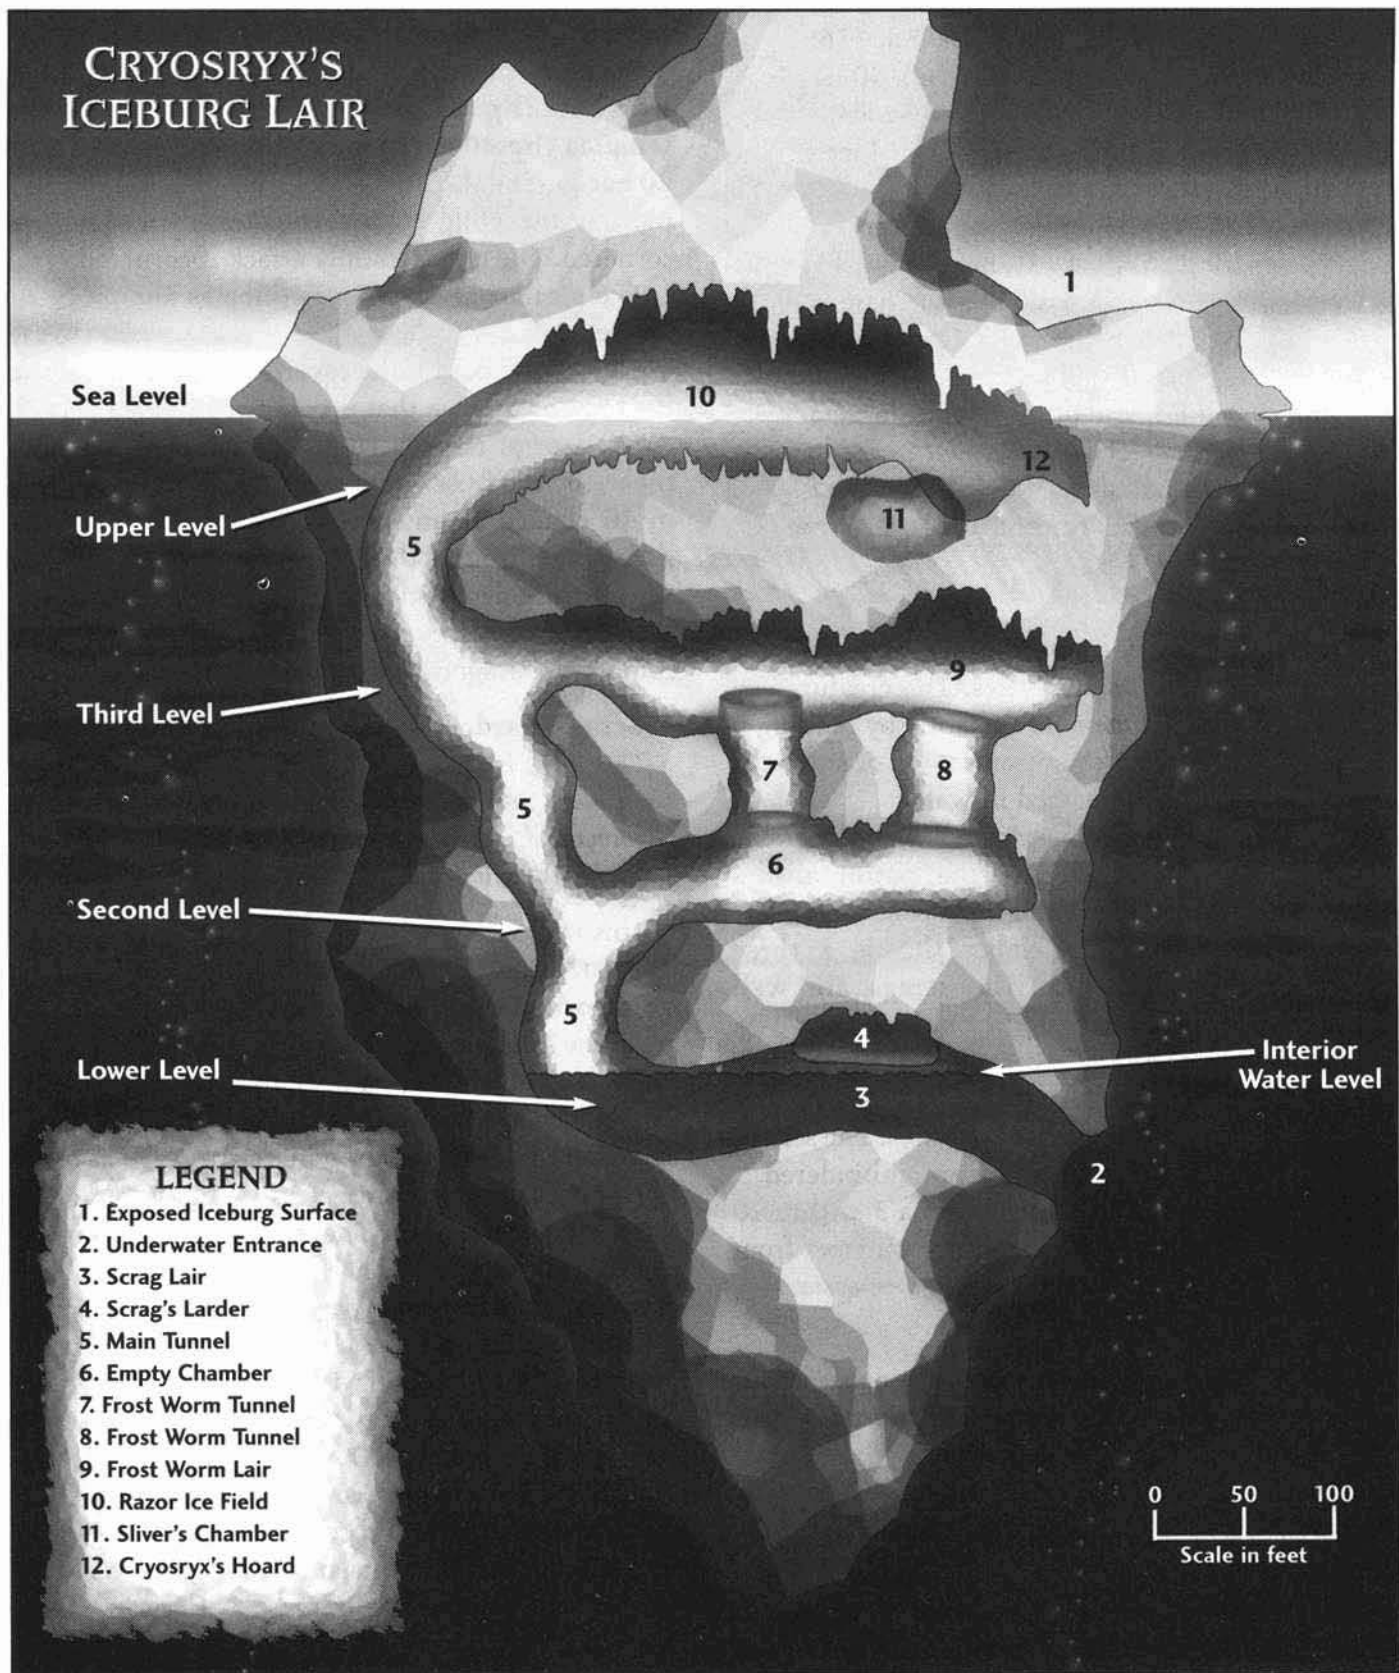 CRYOSRYX'S
ICEBURG LAIR
1
Sea Level
10
12
Upper Level
11
5
9
Third Level
7
8
5
6
Second Level
5
4
Interior
Water Level
Lower Level
3
2
LEGEND
1. Exposed Iceburg Surface
2. Underwater Entrance
3. Scrag Lair
4. Scrag's Larder
5. Main Tunnel
6. Empty Chamber
7. Frost Worm Tunnel
8. Frost Worm Tunnel
9. Frost Worm Lair
10. Razor Ice Field
11. Sliver's Chamber
12. Cryosryx's Hoard
0 50 100
Scale in feet